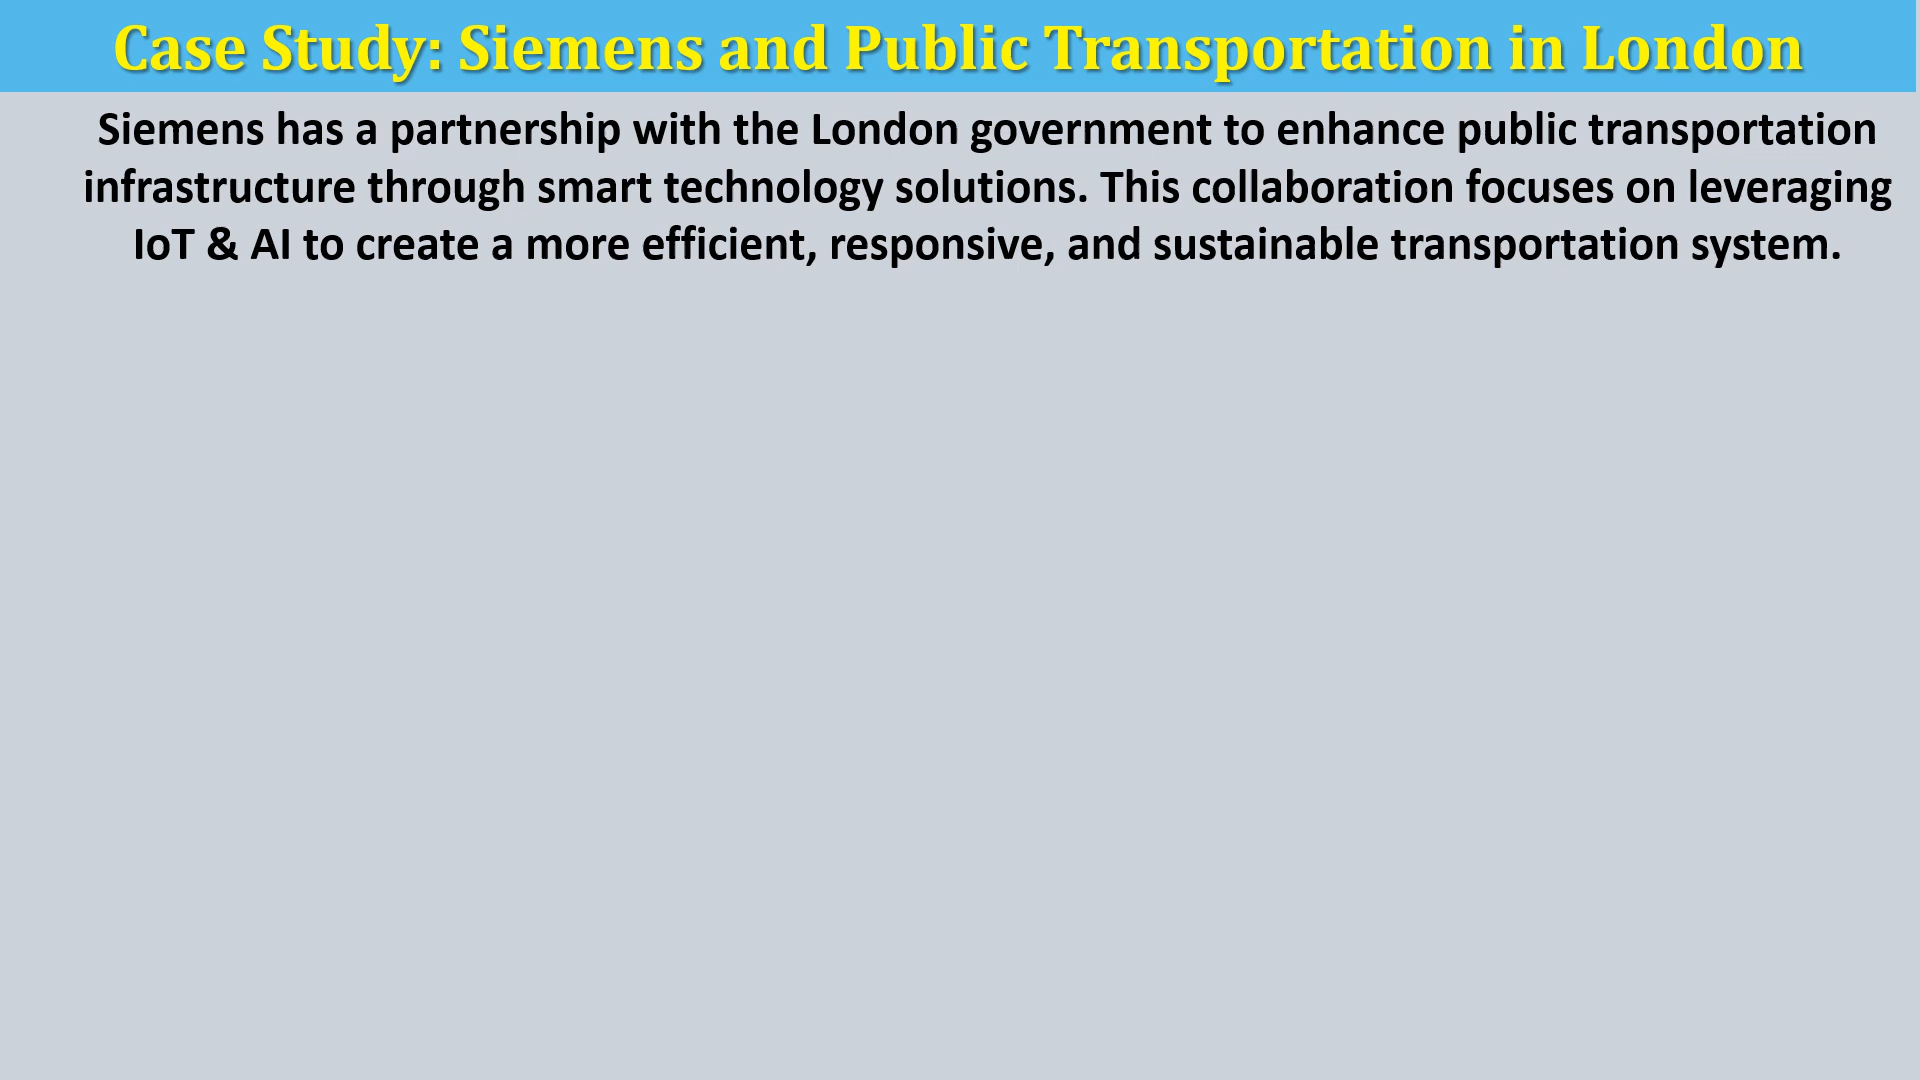 Case Study: Siemens and Public Transportation in London
Siemens has a partnership with the London government to enhance public transportation
infrastructure through smart technology solutions. This collaboration focuses on leveraging
IoT & AI to create a more efficient, responsive, and sustainable transportation system.